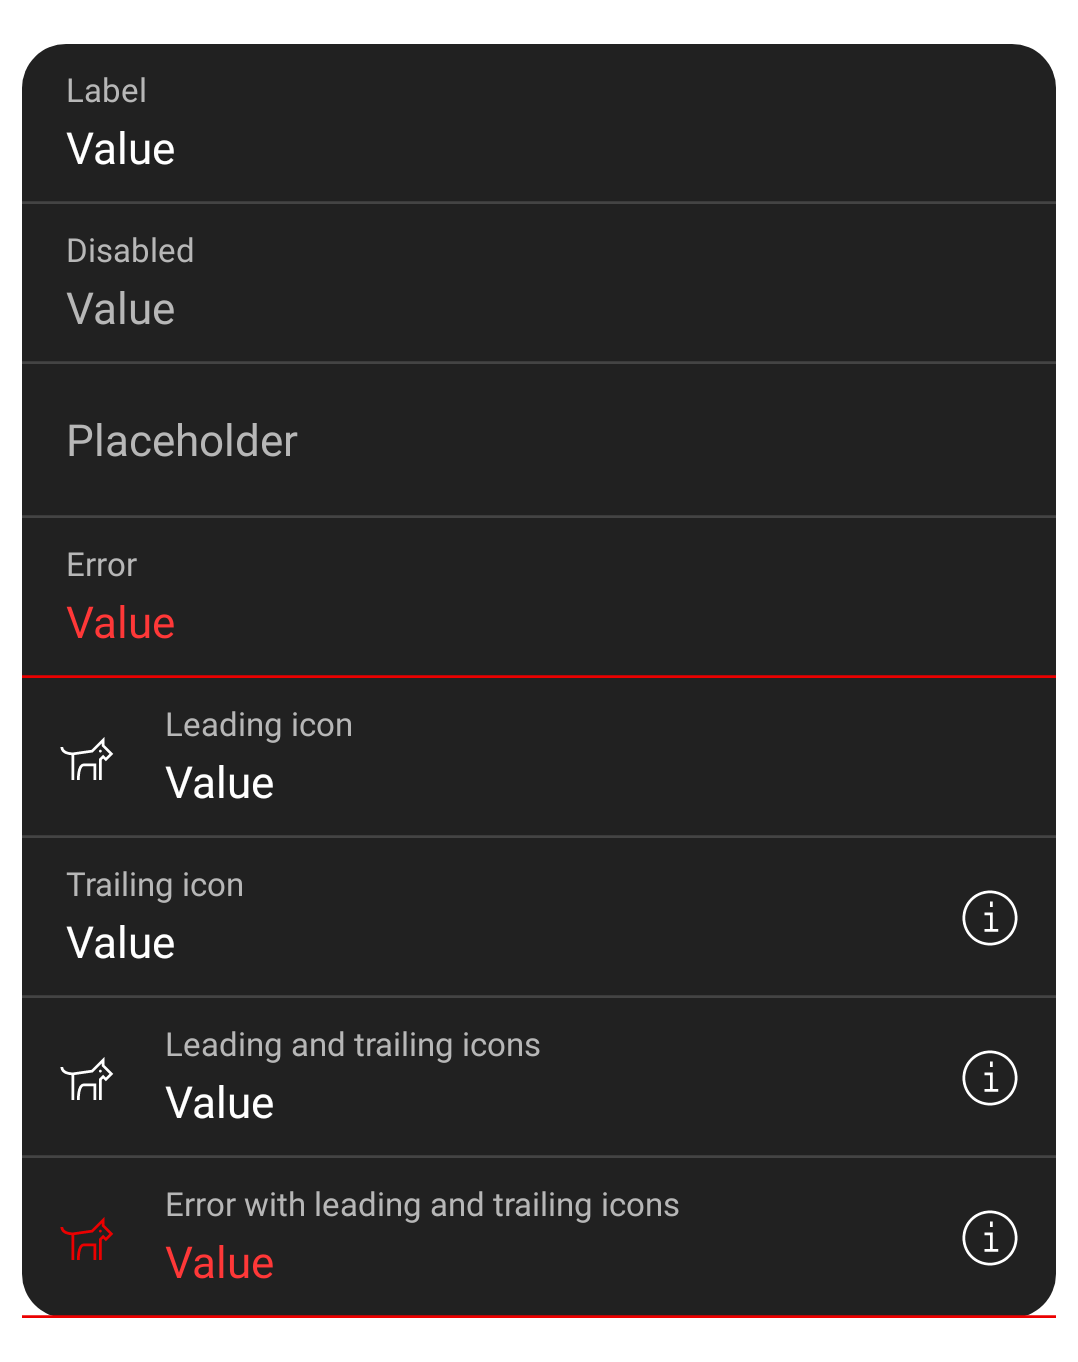 Label
Value
Disabled
Value
Placeholder
Error
Value
Leading icon
Value
Trailing icon
Value
Leading and trailing icons
Value
Error with leading and trailing icons
Value